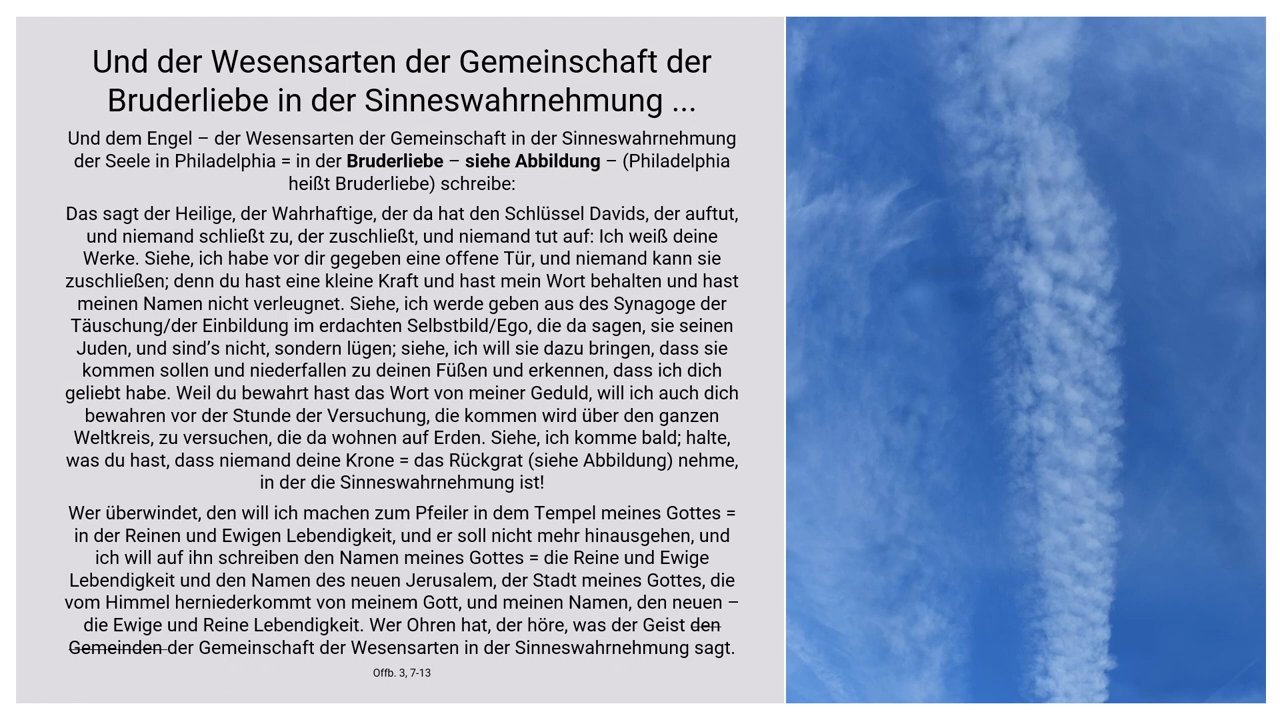 Und der Wesensarten der Gemeinschaft der
Bruderliebe in der Sinneswahrnehmung ...
Und dem Engel – der Wesensarten der Gemeinschaft in der Sinneswahrnehmung
der Seele in Philadelphia = in der Bruderliebe – siehe Abbildung – (Philadelphia
heißt Bruderliebe) schreibe:
Das sagt der Heilige, der Wahrhaftige, der da hat den Schlüssel Davids, der auftut,
und niemand schließt zu, der zuschließt, und niemand tut auf: Ich weiß deine
Werke. Siehe, ich habe vor dir gegeben eine offene Tür, und niemand kann sie
zuschließen; denn du hast eine kleine Kraft und hast mein Wort behalten und hast
meinen Namen nicht verleugnet. Siehe, ich werde geben aus des Synagoge der
Täuschung/der Einbildung im erdachten Selbstbild/Ego, die da sagen, sie seinen
Juden, und sind’s nicht, sondern lügen; siehe, ich will sie dazu bringen, dass sie
kommen sollen und niederfallen zu deinen Füßen und erkennen, dass ich dich
geliebt habe. Weil du bewahrt hast das Wort von meiner Geduld, will ich auch dich
bewahren vor der Stunde der Versuchung, die kommen wird über den ganzen
Weltkreis, zu versuchen, die da wohnen auf Erden. Siehe, ich komme bald; halte,
was du hast, dass niemand deine Krone = das Rückgrat (siehe Abbildung) nehme,
in der die Sinneswahrnehmung ist!
Wer überwindet, den will ich machen zum Pfeiler in dem Tempel meines Gottes =
in der Reinen und Ewigen Lebendigkeit, und er soll nicht mehr hinausgehen, und
ich will auf ihn schreiben den Namen meines Gottes = die Reine und Ewige
Lebendigkeit und den Namen des neuen Jerusalem, der Stadt meines Gottes, die
vom Himmel herniederkommt von meinem Gott, und meinen Namen, den neuen –
die Ewige und Reine Lebendigkeit. Wer Ohren hat, der höre, was der Geist den
Gemeinden der Gemeinschaft der Wesensarten in der Sinneswahrnehmung sagt.
Offb. 3, 7-13